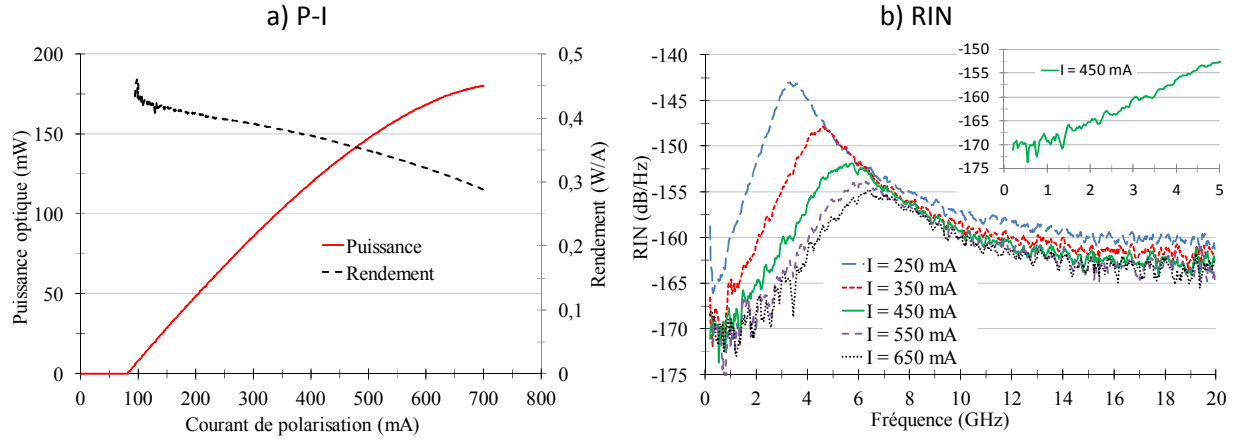 a) P-I
200
150
100
50
0
0,5
0,4
0,3
0,2
0,1
0
0 100 200 300 400 500 600 700 800
Puissance optique (mW)
Rendement (W/A)
Courant de polarisation (mA)
Puissance
Rendement
b) RIN
-140
-145
-150
-155
-160
-165
-170
-175
0 2 4 6 8 10 12 14 16 18 20
RIN (dB/Hz)
Fréquence (GHz)
I = 250 mA
I = 350 mA
I = 450 mA
I = 550 mA
I = 650 mA
-150
-155
-160
-165
-170
-175
0 1 2 3 4 5
I = 450 mA